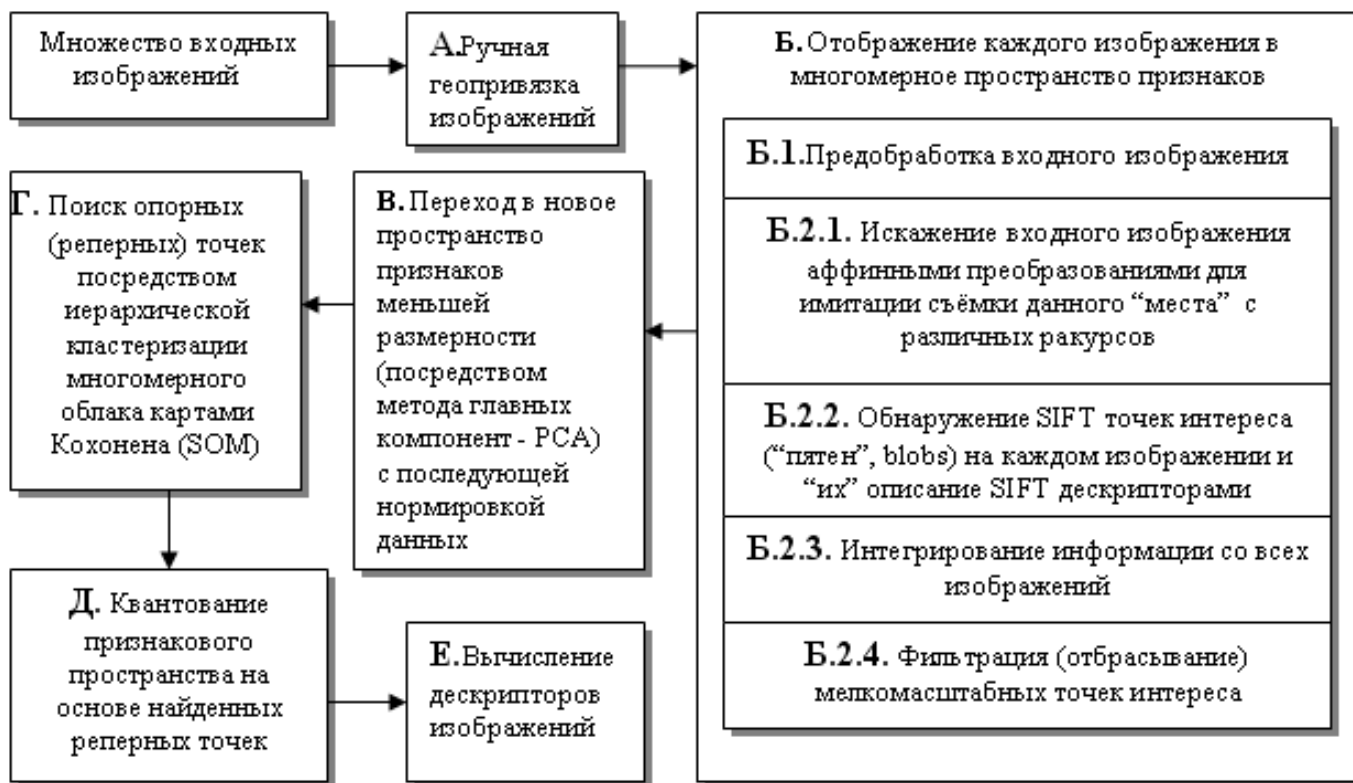 Множество входных
изображений
А.Ручная
геопривязка
изображений
Б. Отображение каждого изображения в
многомерное пространство признаков
Б.1.Предобработка входного изображения
Б.2.1. Искажение входного изображения
аффинными преобразованиями для
имитации съёмки данного “места” с
различных ракурсов
Б.2.2. Обнаружение SIFT точек интереса
(“пятен”, blobs) на каждом изображении и
“их” описание SIFT дескрипторами
Б.2.3. Интегрирование информации со всех
изображений
Б.2.4. Фильтрация (отбрасывание)
мелкомасштабных точек интереса
В. Переход в новое
пространство
признаков
меньшей
размерности
(посредством
метода главных
компонент - PCA)
с последующей
нормировкой
данных
Г. Поиск опорных
(реперных) точек
посредством
иерархической
кластеризации
многомерного
облака картами
Кохонена (SOM)
Д. Квантование
признакового
пространства на
основе найденных
реперных точек
Е.Вычисление
дескрипторов
изображений